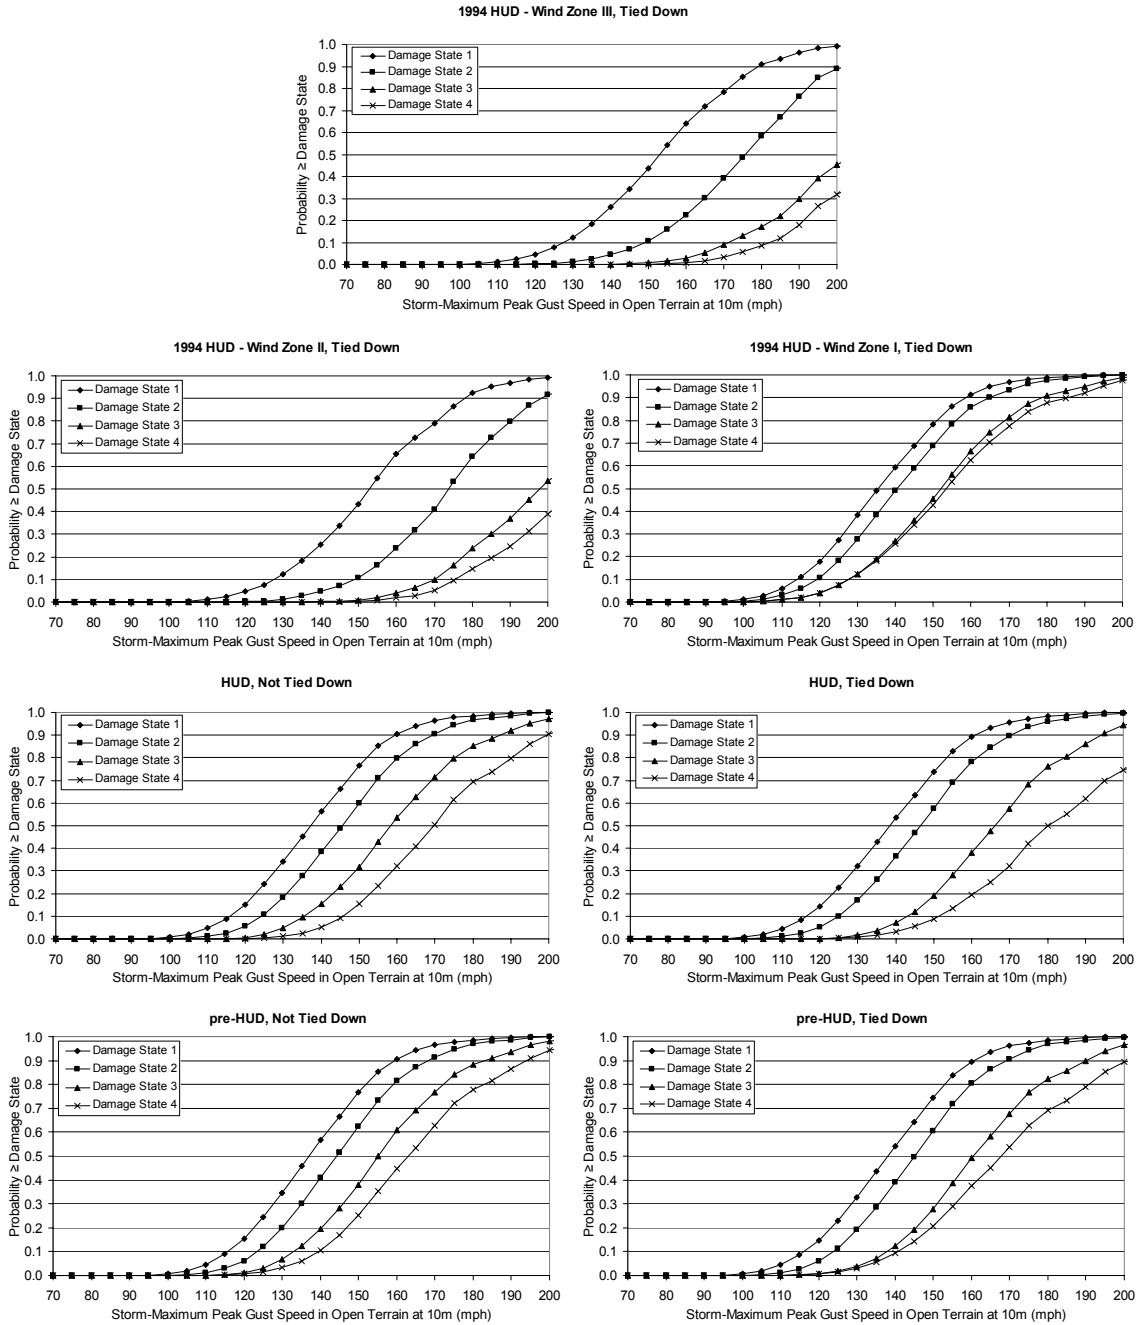 1994 HUD - Wind Zone III, Tied Down
Probability ≥ Damage State
1.0
0.9
0.8
0.7
0.6
0.5
0.4
0.3
0.2
0.1
0.0
Damage State 1
Damage State 2
Damage State 3
Damage State 4
70 80 90 100 110 120 130 140 150 160 170 180 190 200
Storm-Maximum Peak Gust Speed in Open Terrain at 10m (mph)
1994 HUD - Wind Zone II, Tied Down
Probability ≥ Damage State
1.0
0.9
0.8
0.7
0.6
0.5
0.4
0.3
0.2
0.1
0.0
Damage State 1
Damage State 2
Damage State 3
Damage State 4
70 80 90 100 110 120 130 140 150 160 170 180 190 200
Storm-Maximum Peak Gust Speed in Open Terrain at 10m (mph)
1994 HUD - Wind Zone I, Tied Down
Probability ≥ Damage State
1.0
0.9
0.8
0.7
0.6
0.5
0.4
0.3
0.2
0.1
0.0
Damage State 1
Damage State 2
Damage State 3
Damage State 4
70 80 90 100 110 120 130 140 150 160 170 180 190 200
Storm-Maximum Peak Gust Speed in Open Terrain at 10m (mph)
HUD, Not Tied Down
Probability ≥ Damage State
1.0
0.9
0.8
0.7
0.6
0.5
0.4
0.3
0.2
0.1
0.0
Damage State 1
Damage State 2
Damage State 3
Damage State 4
70 80 90 100 110 120 130 140 150 160 170 180 190 200
Storm-Maximum Peak Gust Speed in Open Terrain at 10m (mph)
HUD, Tied Down
Probability ≥ Damage State
1.0
0.9
0.8
0.7
0.6
0.5
0.4
0.3
0.2
0.1
0.0
Damage State 1
Damage State 2
Damage State 3
Damage State 4
70 80 90 100 110 120 130 140 150 160 170 180 190 200
Storm-Maximum Peak Gust Speed in Open Terrain at 10m (mph)
pre-HUD, Not Tied Down
Probability ≥ Damage State
1.0
0.9
0.8
0.7
0.6
0.5
0.4
0.3
0.2
0.1
0.0
Damage State 1
Damage State 2
Damage State 3
Damage State 4
70 80 90 100 110 120 130 140 150 160 170 180 190 200
Storm-Maximum Peak Gust Speed in Open Terrain at 10m (mph)
pre-HUD, Tied Down
Probability ≥ Damage State
1.0
0.9
0.8
0.7
0.6
0.5
0.4
0.3
0.2
0.1
0.0
Damage State 1
Damage State 2
Damage State 3
Damage State 4
70 80 90 100 110 120 130 140 150 160 170 180 190 200
Storm-Maximum Peak Gust Speed in Open Terrain at 10m (mph)